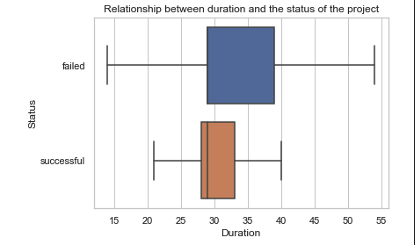 Relationship between duration and the status of the project
failed
successful
Status
15 20 25 30 35 40 45 50 55
Duration